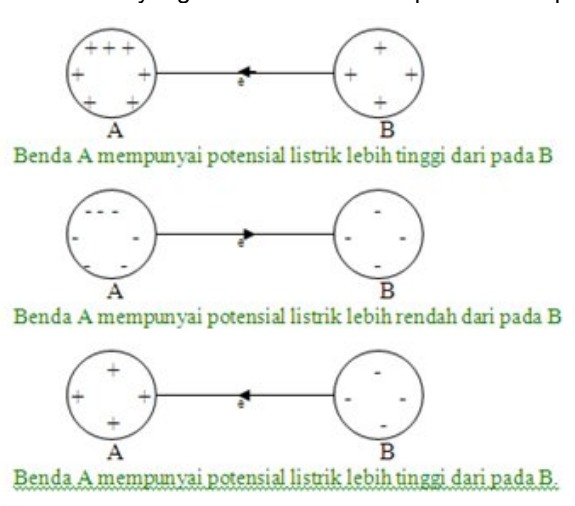 + + +
+ +
+ +
e
+
+ +
+
A B
Benda A mempunyai potensial listrik lebih tinggi dari pada B
- - -
- -
- -
e
-
- -
-
A B
Benda A mempunyai potensial listrik lebih rendah dari pada B
+
+ +
+
e
-
- -
-
A B
Benda A mempunyai potensial listrik lebih tinggi dari pada B.